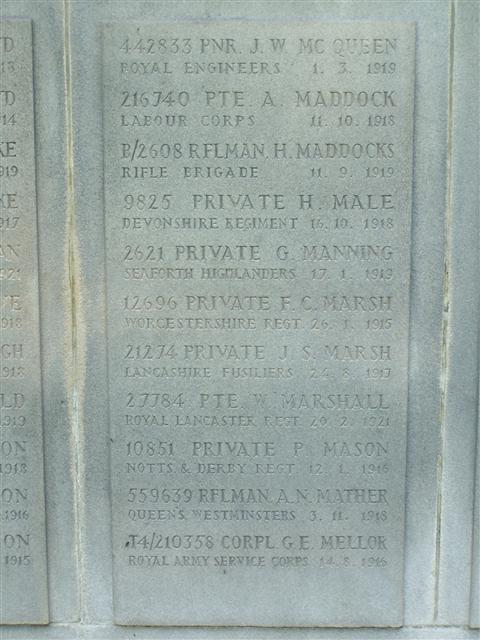 442833 PNR. J. W. MC QUEEN
ROYAL ENGINEERS 1. 3. 1919
216740 PTE. A. MADDOCK
LABOUR CORPS 11. 10. 1918
B/2608 RFLMAN. H. MADDOCKS
RIFLE BRIGADE 11. 9. 1919
9825 PRIVATE H. MALE
DEVONSHIRE REGIMENT 16. 10. 1918
2621 PRIVATE G. MANNING
SEAFORTH HIGHLANDERS 17. 1. 1919
12696 PRIVATE F. C. MARSH
WORCESTERSHIRE REGT. 26. 1. 1915
21274 PRIVATE J. S. MARSH
LANCASHIRE FUSILIERS 24. 8. 1917
27784 PTE. W. MARSHALL
ROYAL LANCASTER REGT. 20. 2. 1921
10851 PRIVATE P. MASON
NOTTS. & DERBY REGT. 12. 1. 1916
559639 RFLMAN. A. N. MATHER
QUEEN'S WESTMINSTERS 3. 11. 1918
T4/210358 CORPL. G. E. MELLOR
ROYAL ARMY SERVICE CORPS 14. 8. 1916